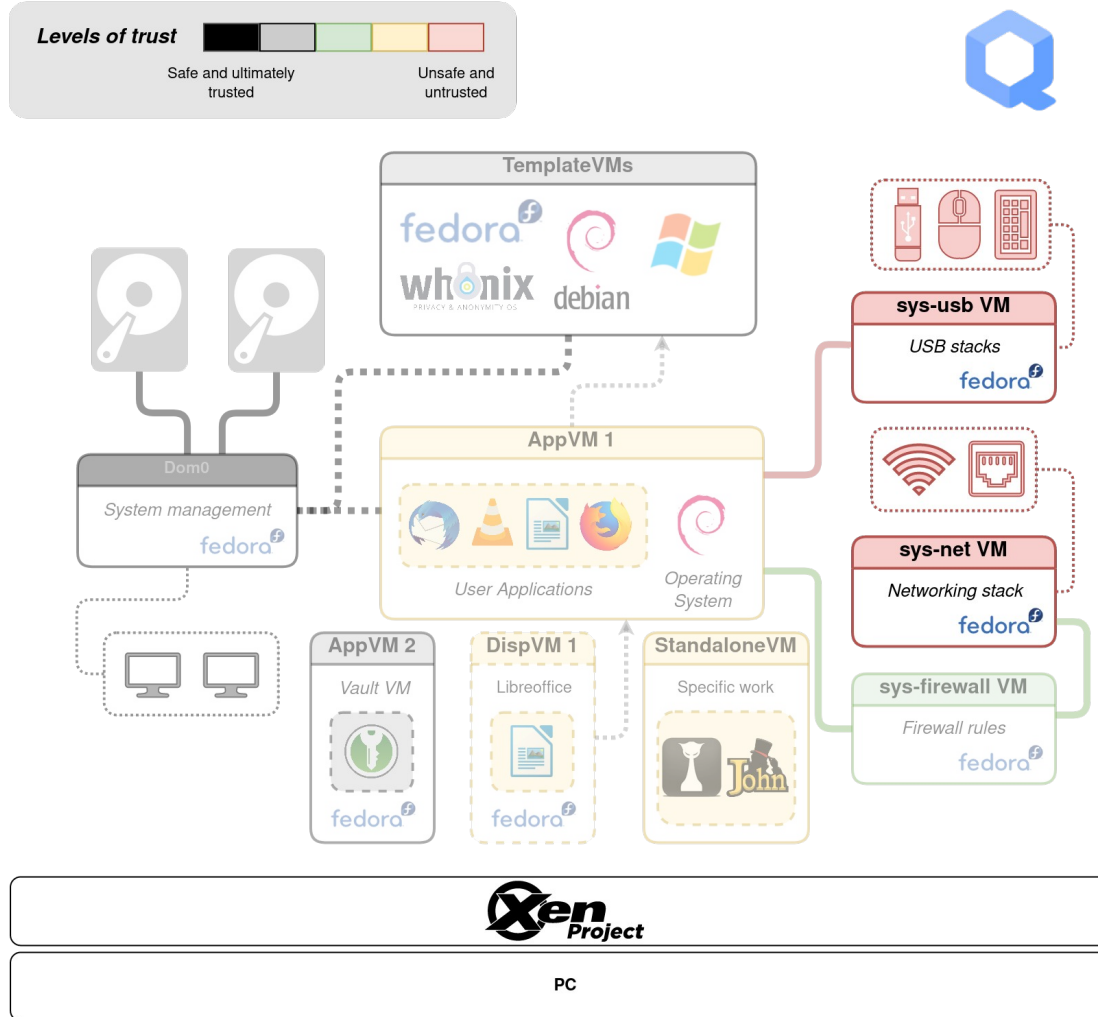 Levels of trust
Safe and ultimately
trusted
Unsafe and
untrusted
TemplateVMs
fedora
whonix
PRIVACY & ANONYMITY OS
debian
sys-usb VM
USB stacks
fedora
AppVM 1
User Applications
Operating
System
Dom0
System management
fedora
sys-net VM
Networking stack
fedora
AppVM 2
Vault VM
fedora
DispVM 1
Libreoffice
fedora
StandaloneVM
Specific work
John
sys-firewall VM
Firewall rules
fedora
Xen
Project
PC